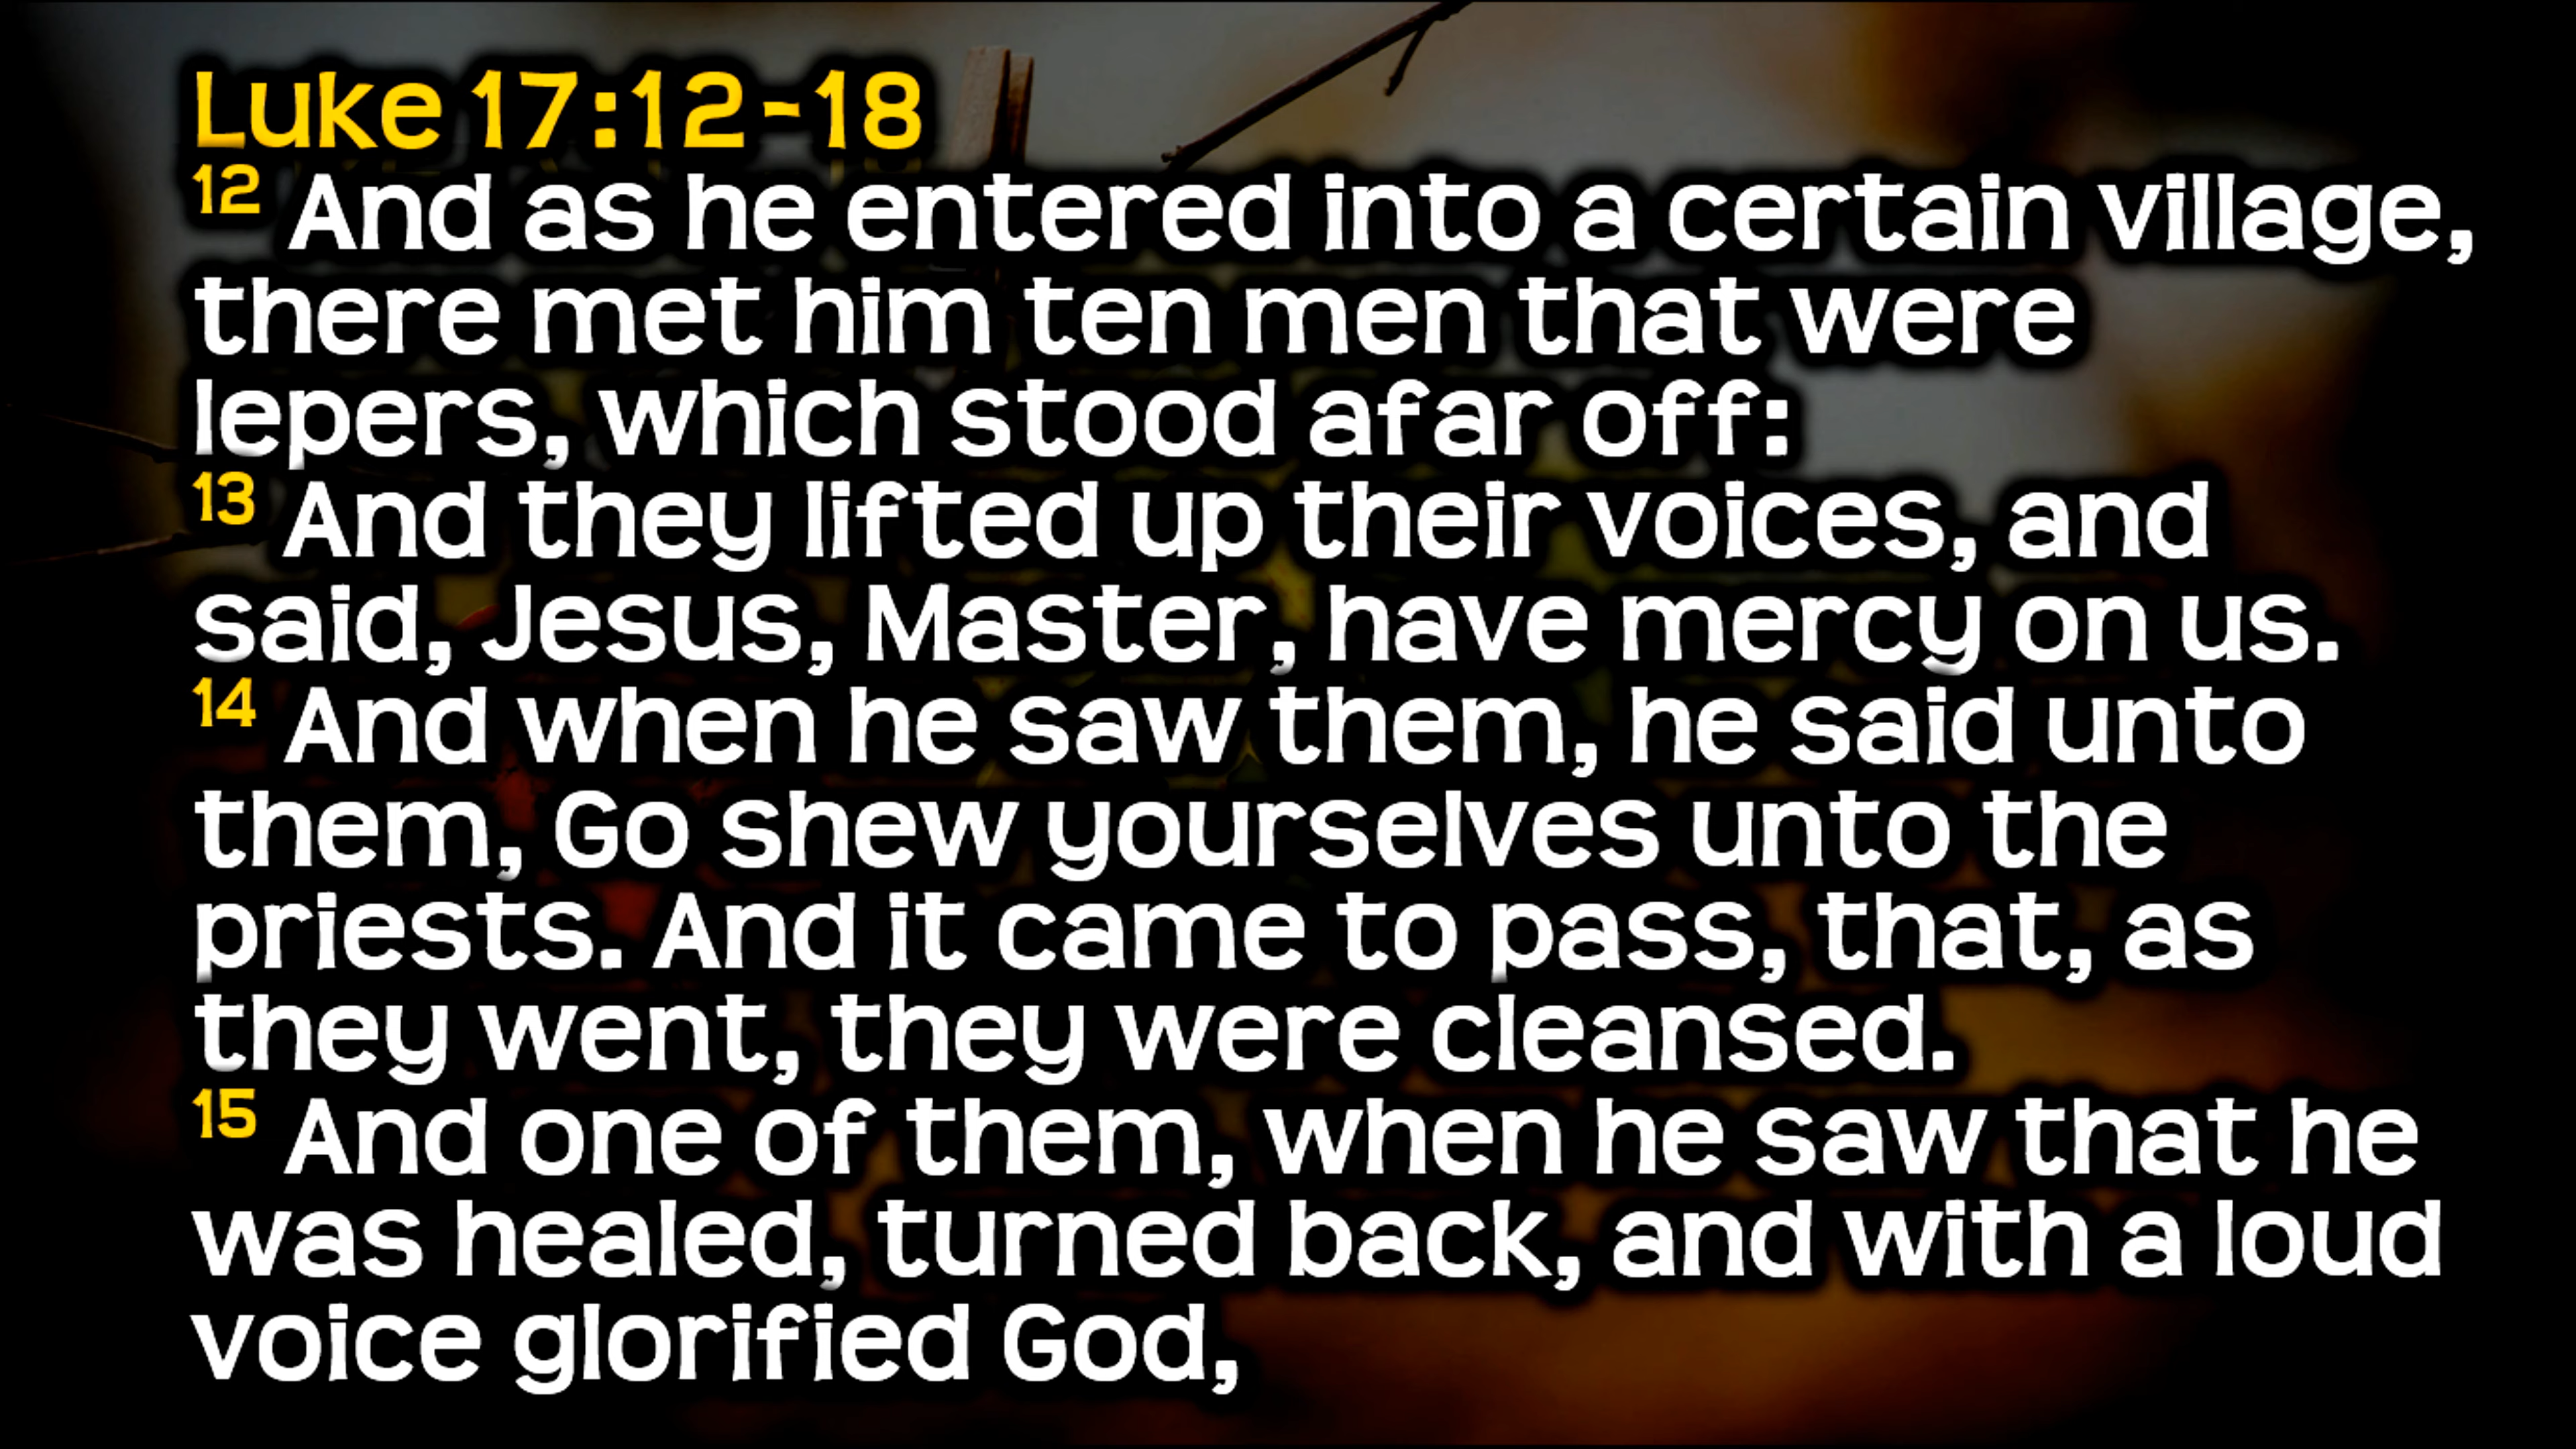 Luke 17:12-18
12 And as he entered into a certain village,
there met him ten men that were
lepers, which stood afar off:
13 And they lifted up their voices, and
said, Jesus, Master, have mercy on us.
14 And when he saw them, he said unto
them, Go shew yourselves unto the
priests. And it came to pass, that, as
they went, they were cleansed.
15 And one of them, when he saw that he
was healed, turned back, and with a loud
voice glorified God,